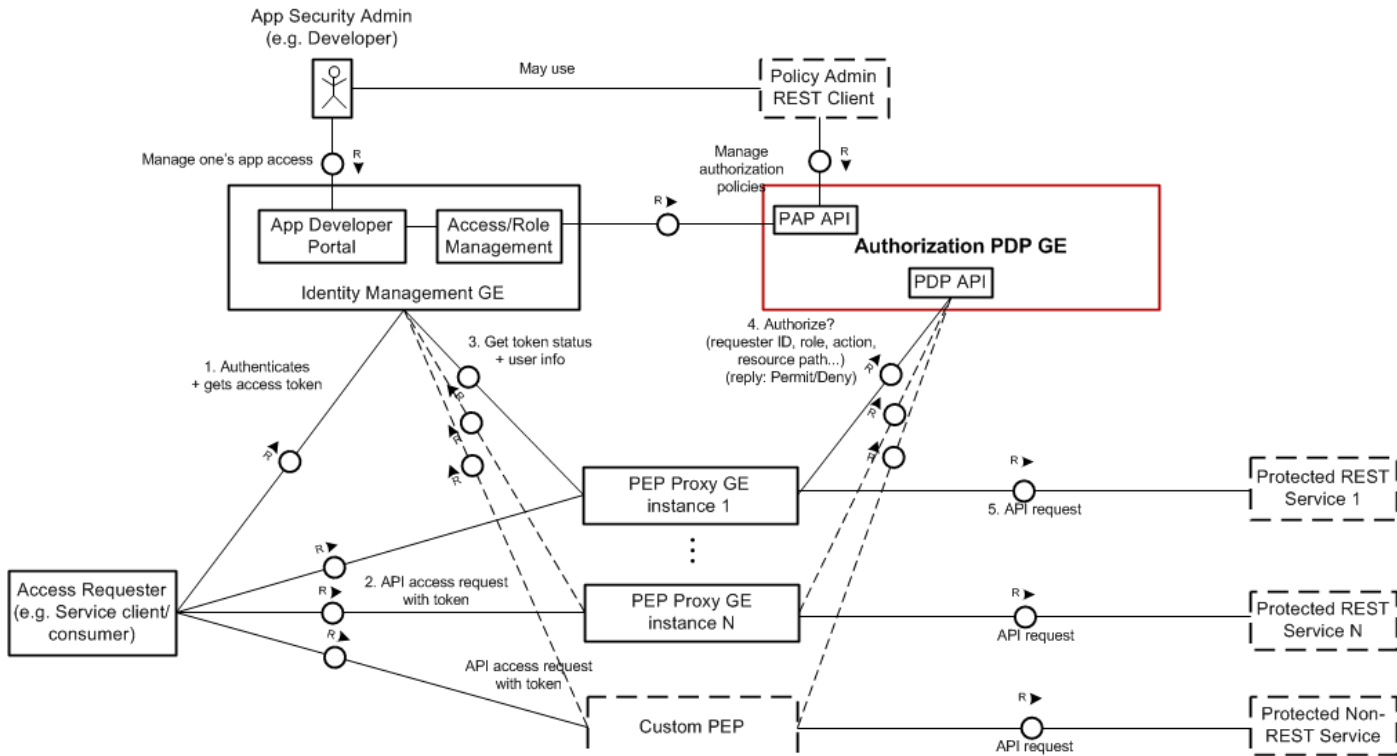 App Security Admin
(e.g. Developer)
May use
Policy Admin
REST Client
Manage one's app access
R
Manage
authorization
policies
R
App Developer
Portal
Access/Role
Management
Identity Management GE
R
PAP API
Authorization PDP GE
PDP API
1. Authenticates
+ gets access token
R
3. Get token status
+ user info
R
R
R
4. Authorize?
(requester ID, role, action,
resource path...)
(reply: Permit/Deny)
R
R
R
PEP Proxy GE
instance 1
R
5. API request
Protected REST
Service 1
Access Requester
(e.g. Service client/
consumer)
R
2. API access request
with token
R
R
API access request
with token
PEP Proxy GE
instance N
R
API request
Protected REST
Service N
Custom PEP
R
API request
Protected Non-
REST Service